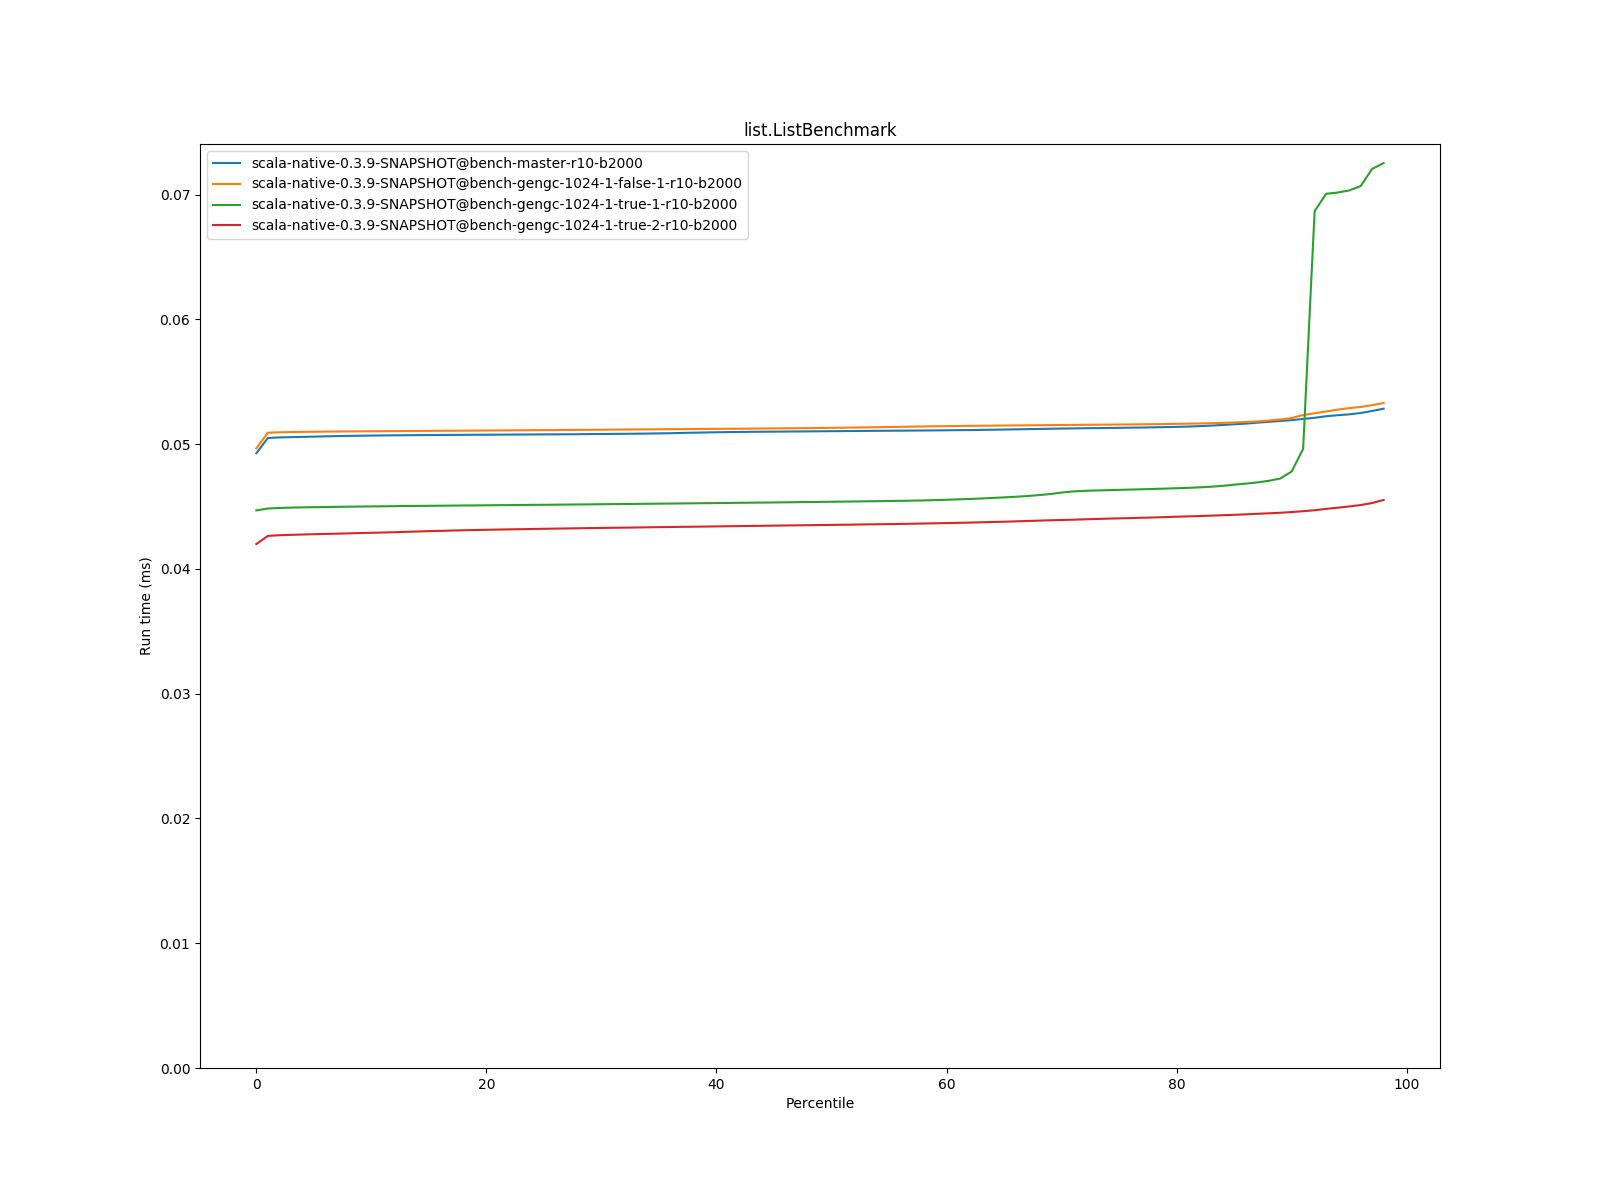 list.ListBenchmark
scala-native-0.3.9-SNAPSHOT@bench-master-r10-b2000
scala-native-0.3.9-SNAPSHOT@bench-gengc-1024-1-false-1-r10-b2000
scala-native-0.3.9-SNAPSHOT@bench-gengc-1024-1-true-1-r10-b2000
scala-native-0.3.9-SNAPSHOT@bench-gengc-1024-1-true-2-r10-b2000
0.07
0.06
0.05
0.04
0.03
0.02
0.01
0.00
Run time (ms)
0 20 40 60 80 100
Percentile